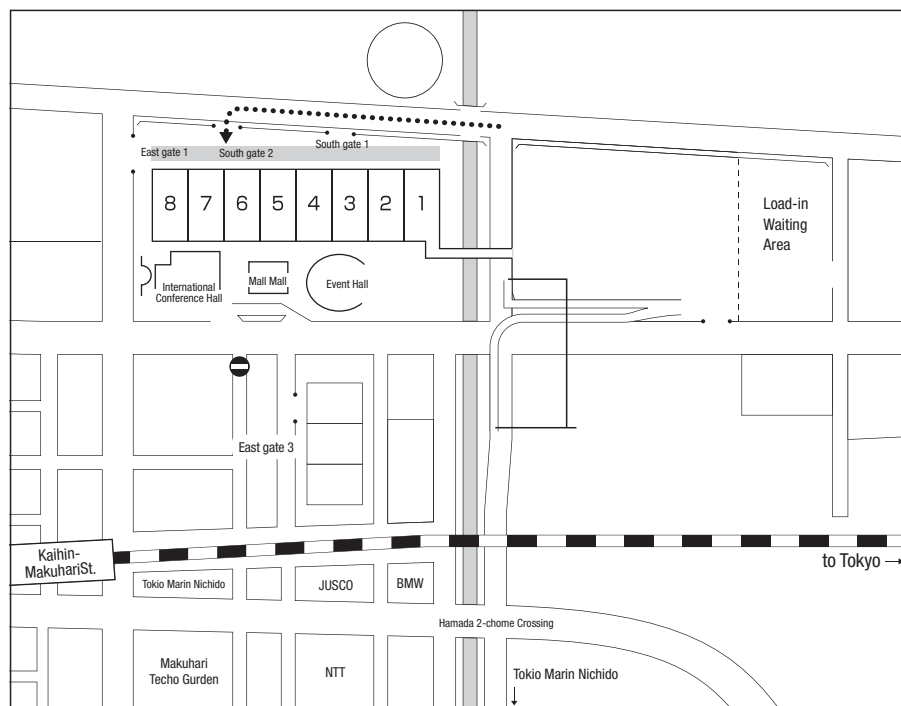 South gate 1
East gate 1
South gate 2
8
7
6
5
4
3
2
1
Load-in
Waiting
Area
International
Conference Hall
Mall Mall
Event Hall
East gate 3
Kaihin-
MakuhariSt.
to Tokyo
Tokio Marin Nichido
JUSCO
BMW
Hamada 2-chome Crossing
Makuhari
Techo Gurden
NTT
Tokio Marin Nichido